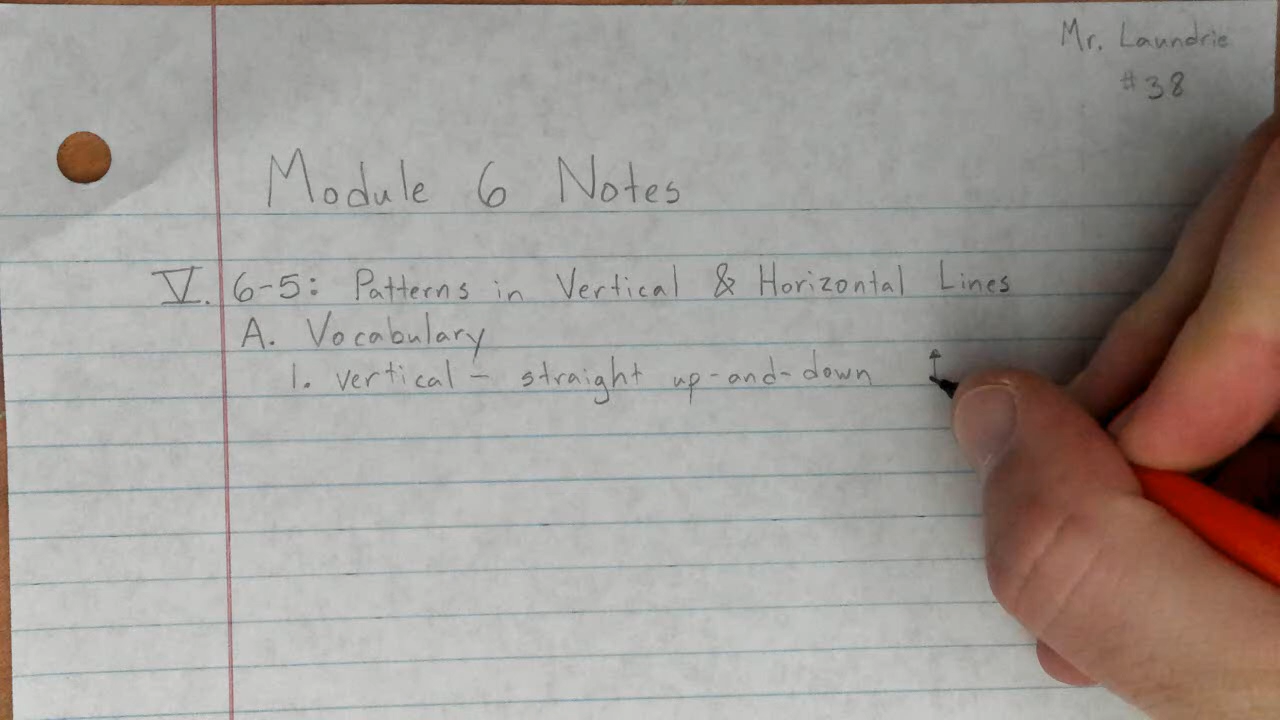 Mr. Laundrie
#38
Module 6 Notes
V. 6-5: Patterns in Vertical & Horizontal Lines
A. Vocabulary
1. vertical - straight up-and-down